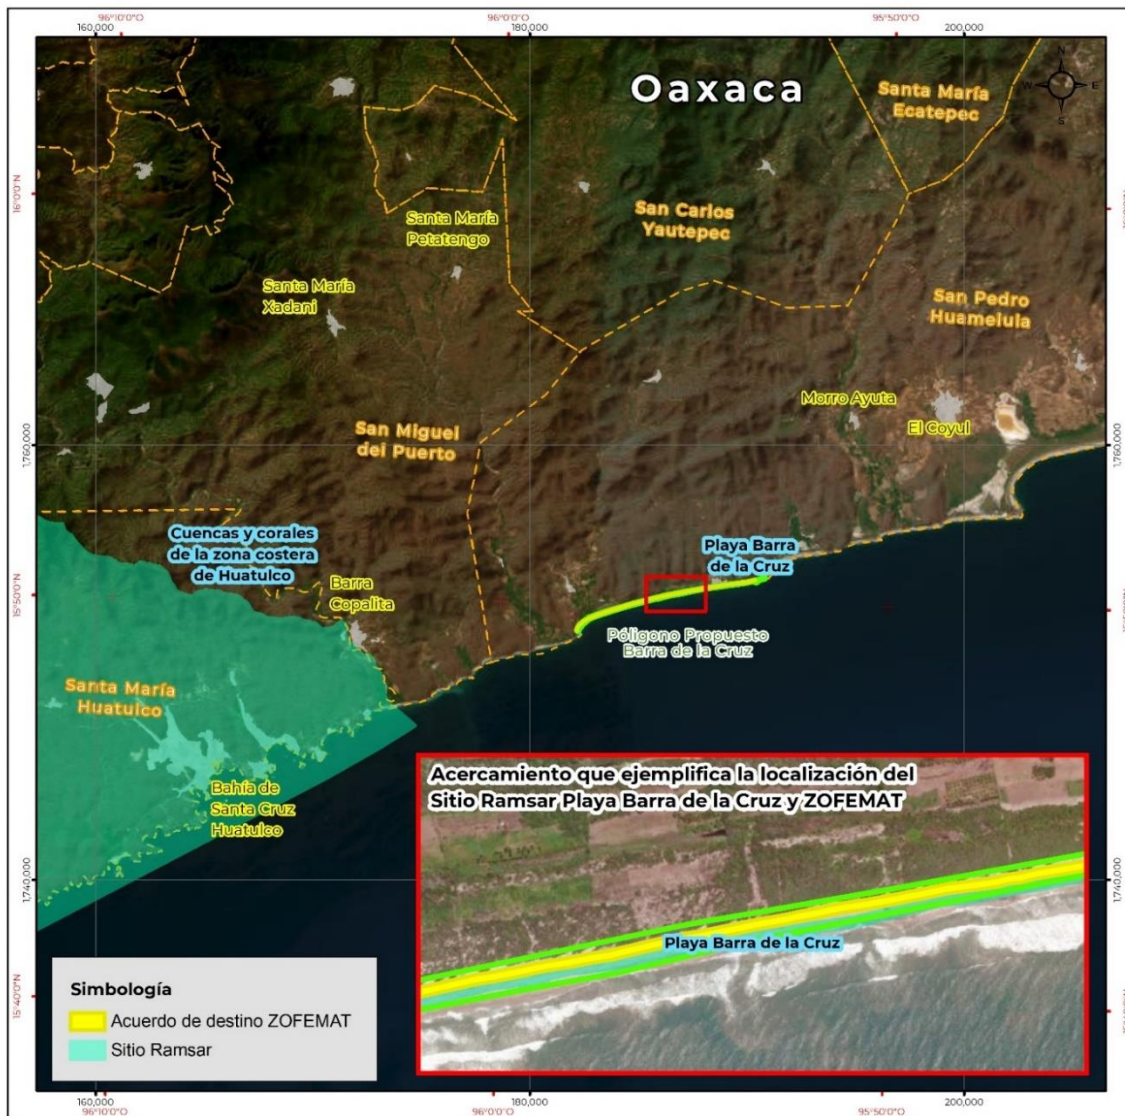 96°10'0"O
96°0'0"O
95°50'0"O
160,000
180,000
200,000
Oaxaca
N
W
E
S
Santa María
Ecatepec
16°0'0"N
Santa María
Petatengo
San Carlos
Yautepec
Santa María
Xadani
San Pedro
Huamelula
Morro Ayuta
El Coyul
San Miguel
del Puerto
1,760,000
1,760,000
Cuencas y corales
de la zona costera
de Huatulco
Playa Barra
de la Cruz
15°50'0"N
Barra
Copalita
Póligono Propuesto
Barra de la Cruz
Santa María
Huatulco
Bahía de
Santa Cruz
Huatulco
Acercamiento que ejemplifica la localización del
Sitio Ramsar Playa Barra de la Cruz y ZOFEMAT
Playa Barra de la Cruz
1,740,000
1,740,000
15°40'0"N
Simbología
Acuerdo de destino ZOFEMAT
Sitio Ramsar
160,000
180,000
200,000
96°10'0"O
96°0'0"O
95°50'0"O